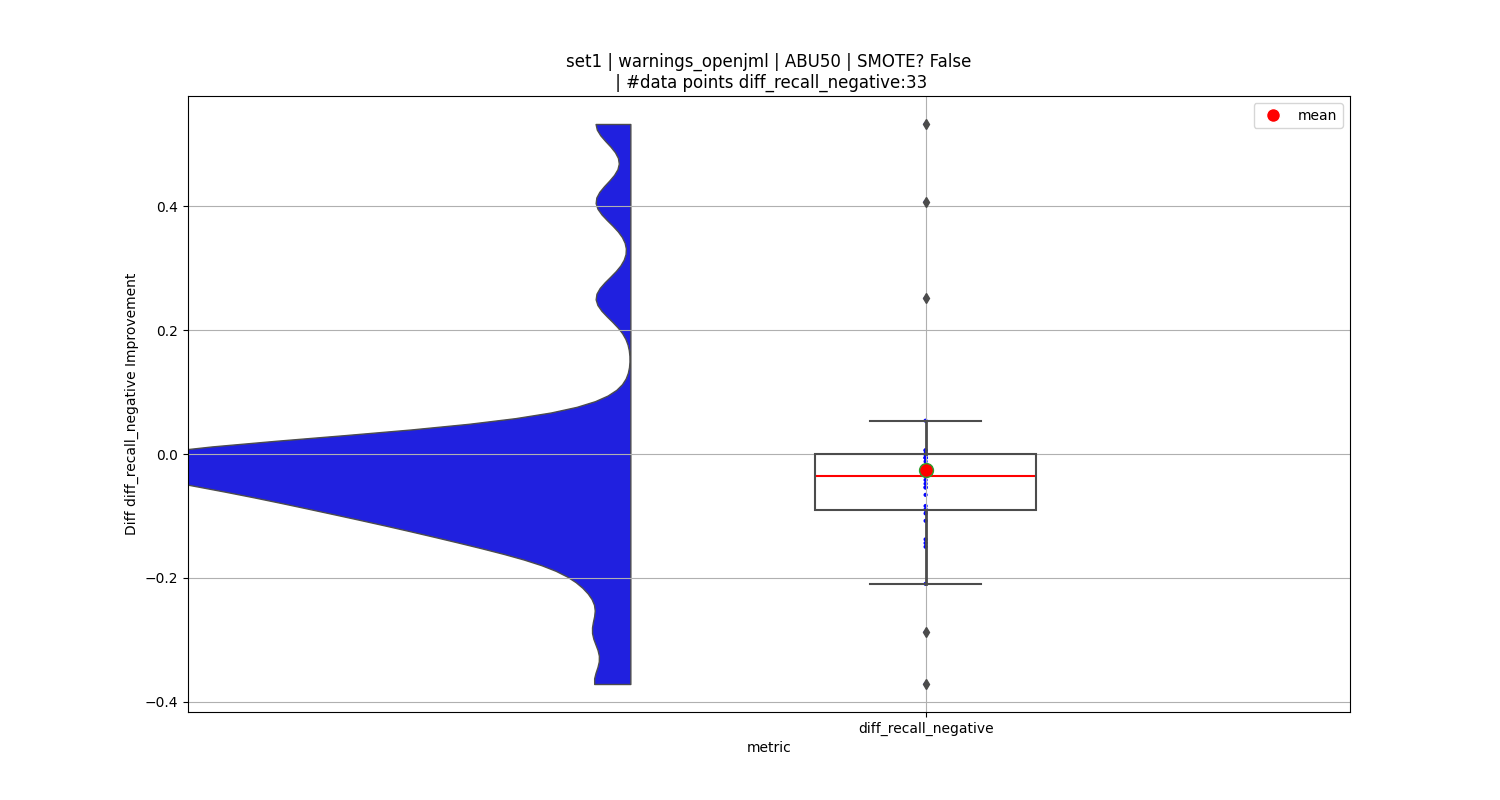 set1 | warnings_openjml | ABU50 | SMOTE? False
| #data points diff_recall_negative:33
mean
0.4
0.2
0.0
−0.2
−0.4
Diff diff_recall_negative Improvement
diff_recall_negative
metric